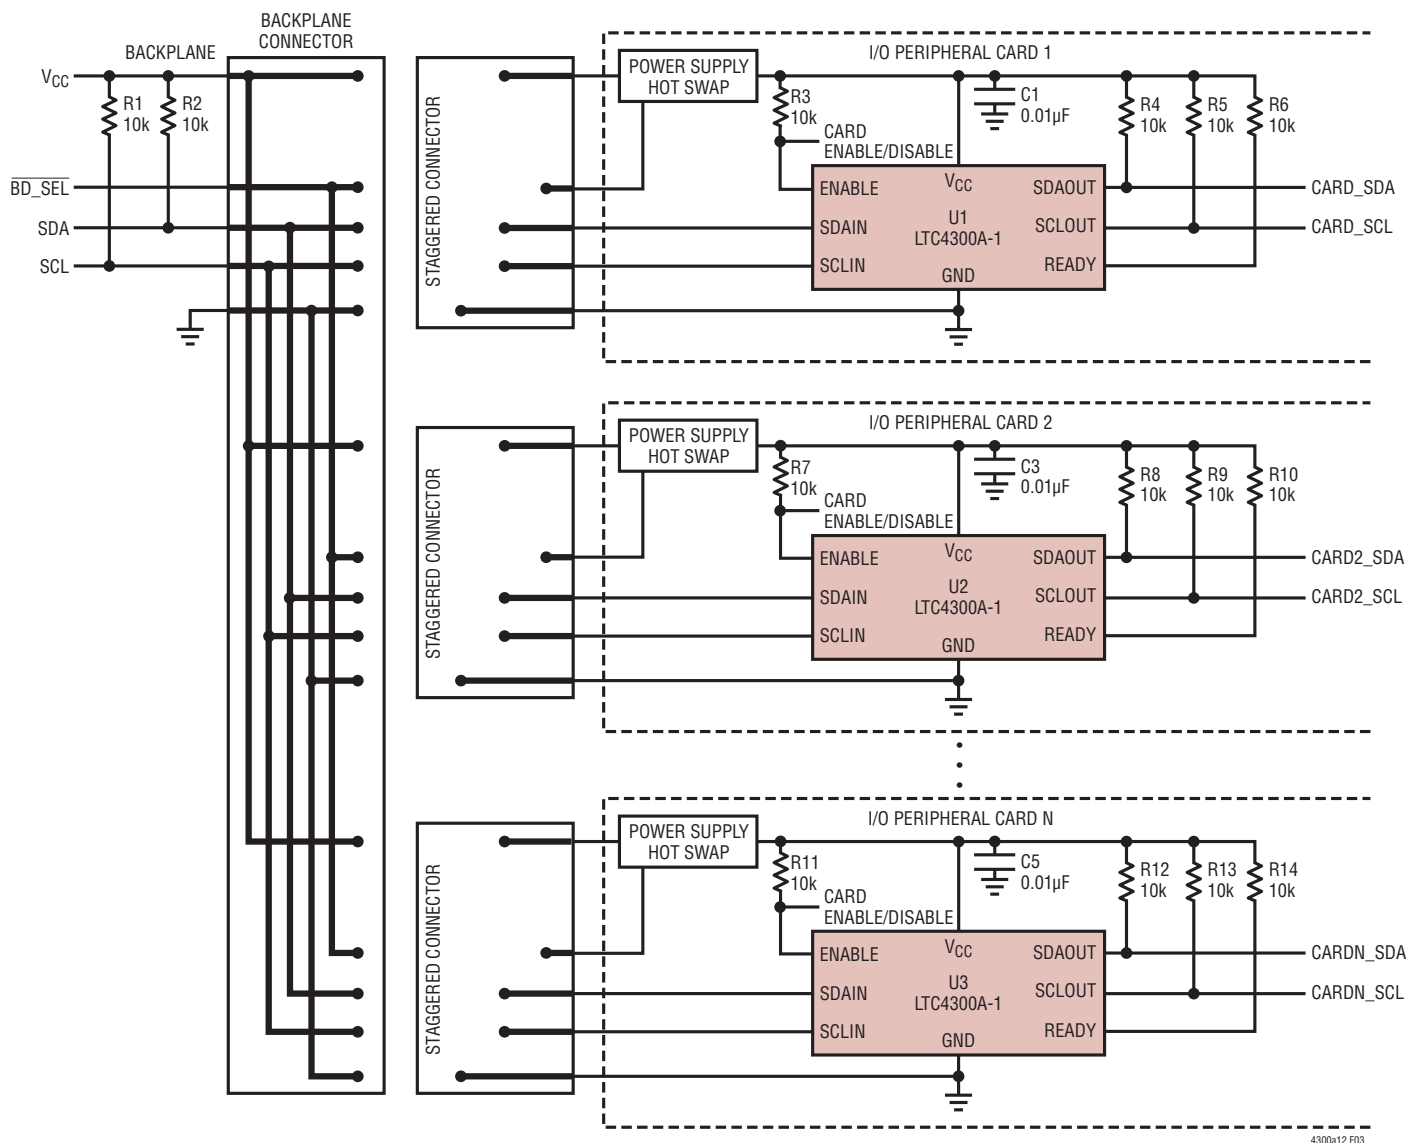 BACKPLANE
CONNECTOR
BACKPLANE
VCC
R1
10k
R2
10k
BD_SEL
SDA
SCL
STAGGERED CONNECTOR
POWER SUPPLY
HOT SWAP
I/O PERIPHERAL CARD 1
R3
10k
CARD
ENABLE/DISABLE
C1
0.01µF
R4
10k
R5
10k
R6
10k
ENABLE
VCC
SDAOUT
CARD_SDA
SDAIN
U1
LTC4300A-1
SCLOUT
CARD_SCL
SCLIN
READY
GND
STAGGERED CONNECTOR
POWER SUPPLY
HOT SWAP
I/O PERIPHERAL CARD 2
R7
10k
CARD
ENABLE/DISABLE
C3
0.01µF
R8
10k
R9
10k
R10
10k
ENABLE
VCC
SDAOUT
CARD2_SDA
SDAIN
U2
LTC4300A-1
SCLOUT
CARD2_SCL
SCLIN
READY
GND
STAGGERED CONNECTOR
POWER SUPPLY
HOT SWAP
I/O PERIPHERAL CARD N
R11
10k
CARD
ENABLE/DISABLE
C5
0.01µF
R12
10k
R13
10k
R14
10k
ENABLE
VCC
SDAOUT
CARDN_SDA
SDAIN
U3
LTC4300A-1
SCLOUT
CARDN_SCL
SCLIN
READY
GND
4300a12 F03